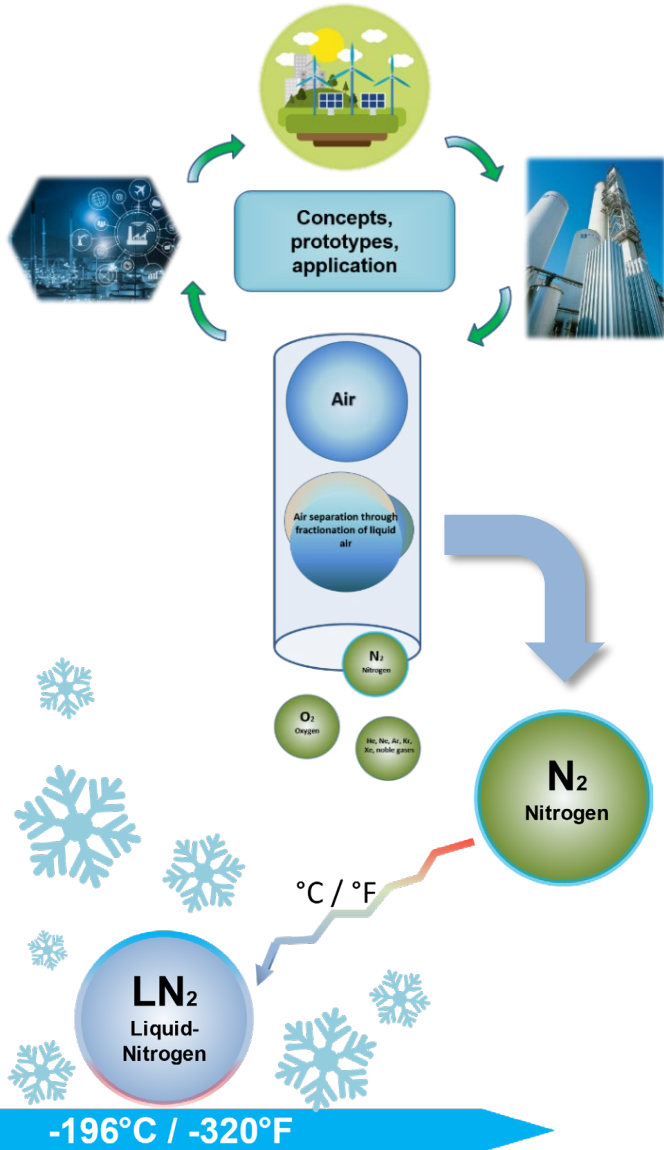 Concepts,
prototypes,
application
Air
Air separation through
fractionation of liquid
air
N₂
Nitrogen
O₂
Oxygen
He, Ne, Ar, Kr,
Xe, noble gases
N₂
Nitrogen
°C / °F
LN₂
Liquid-
Nitrogen
-196°C / -320°F